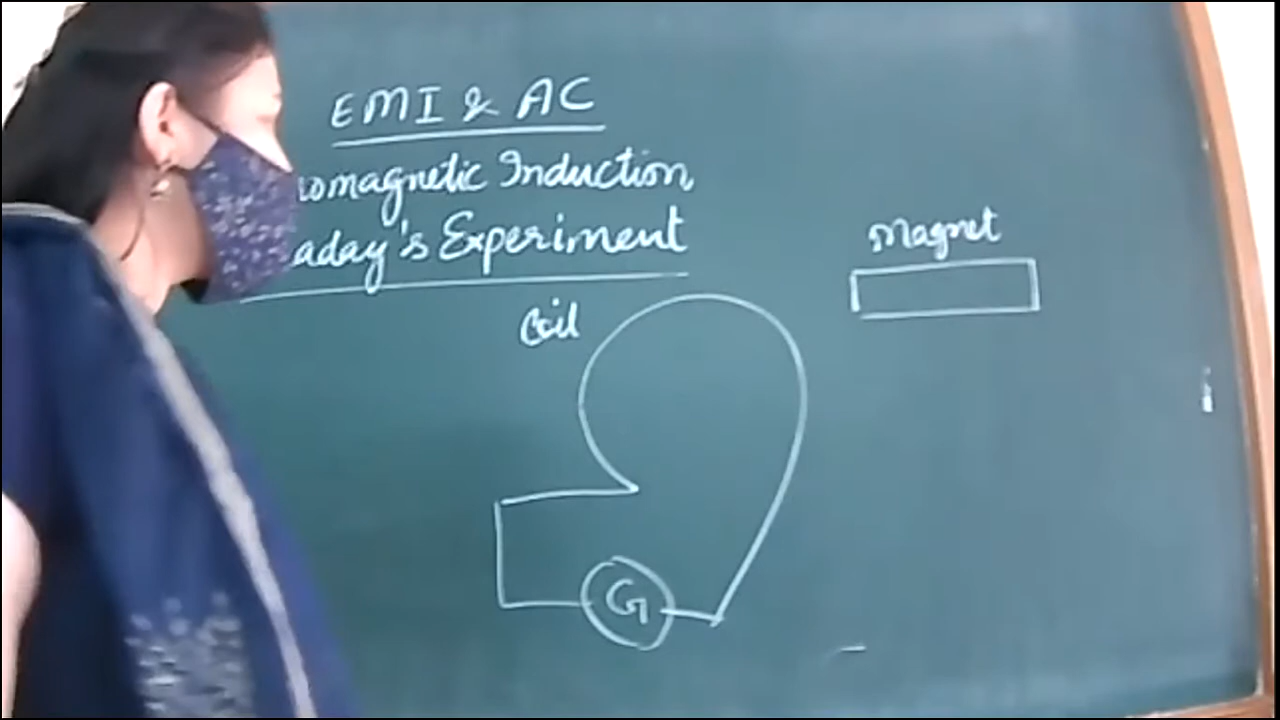 EMI & AC
omagnetic Induction
aday's Experiment
Magnet
Coil
G